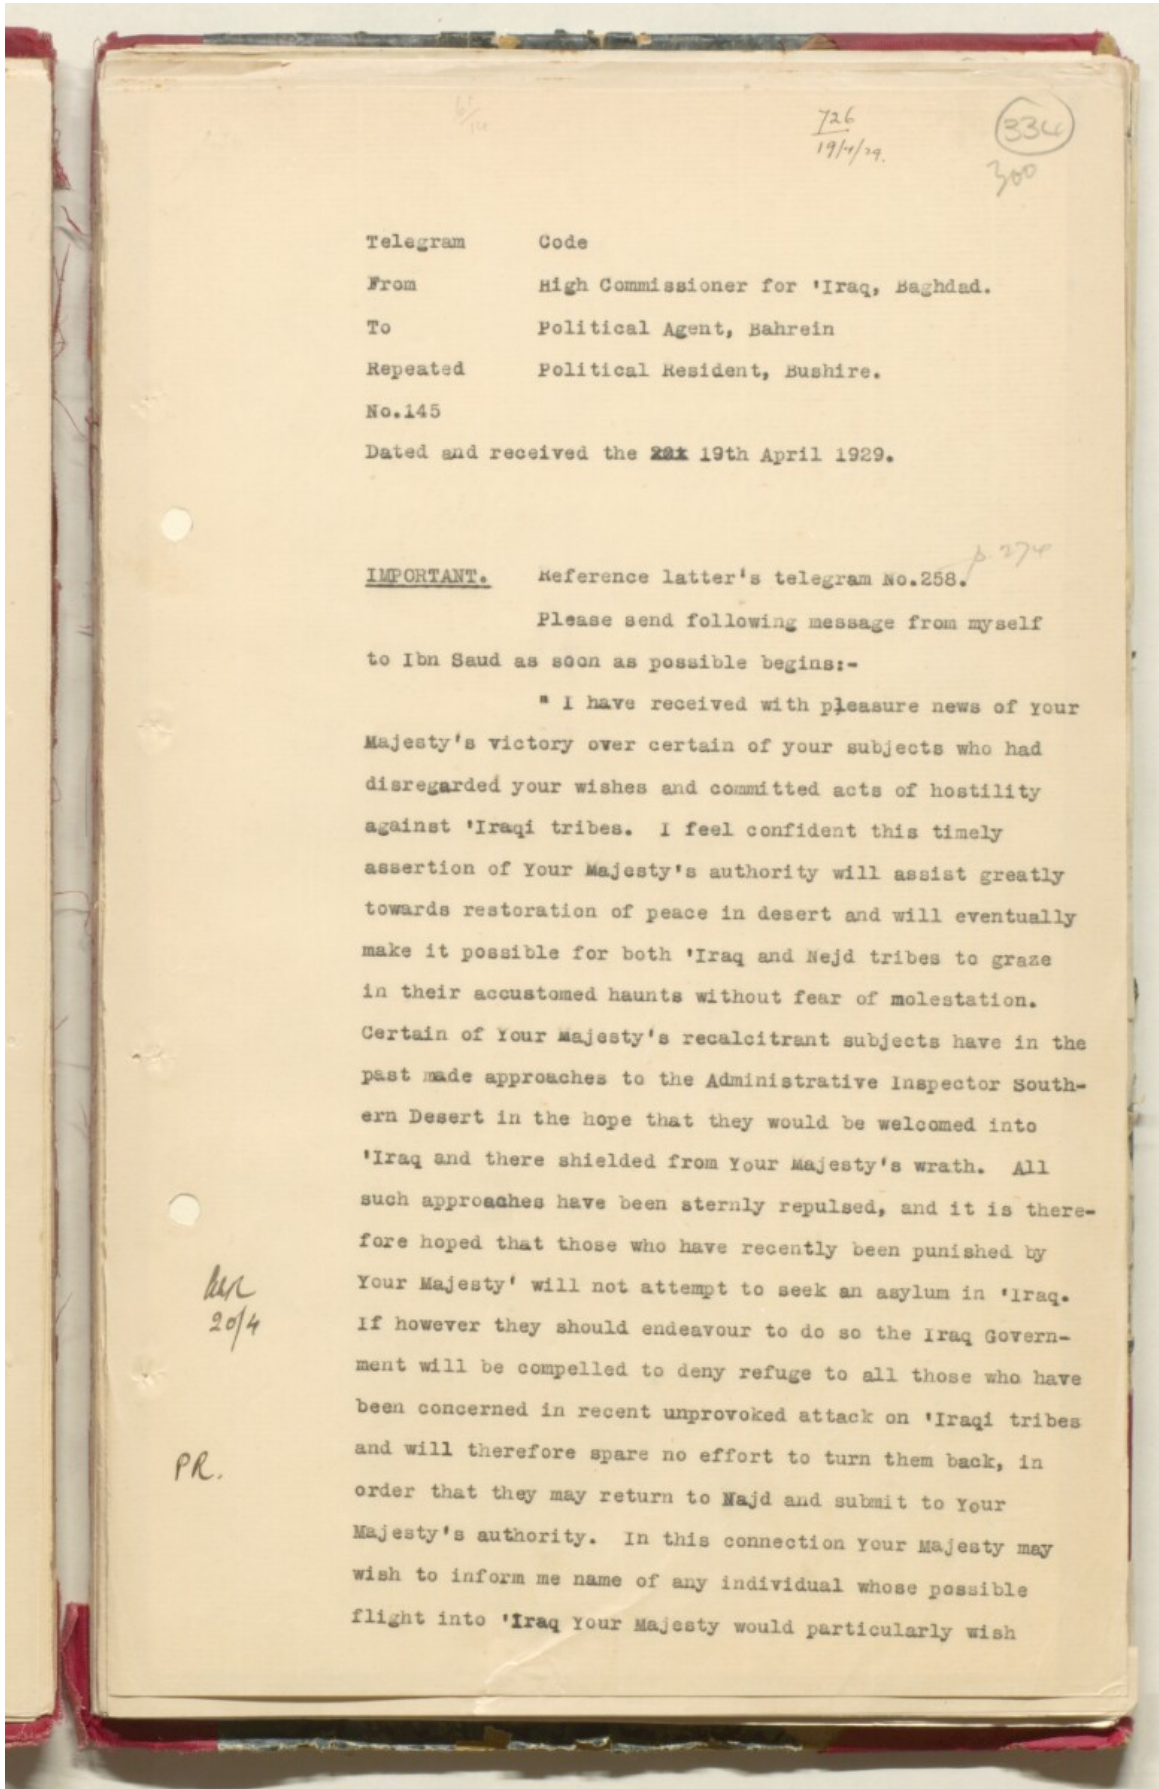 726
19/4/29.
334
300
Telegram Code
From High Commissioner for 'Iraq, Baghdad.
To Political Agent, Bahrein
Repeated Political Resident, Bushire.
No.145
Dated and received the 19th April 1929.
p. 274
IMPORTANT. Reference latter's telegram No.258.
Please send following message from myself
to Ibn Saud as soon as possible begins:-
" I have received with pleasure news of Your
Majesty's victory over certain of your subjects who had
disregarded your wishes and committed acts of hostility
against 'Iraqi tribes. I feel confident this timely
assertion of Your Majesty's authority will assist greatly
towards restoration of peace in desert and will eventually
make it possible for both 'Iraq and Nejd tribes to graze
in their accustomed haunts without fear of molestation.
Certain of Your Majesty's recalcitrant subjects have in the
past made approaches to the Administrative Inspector South-
ern Desert in the hope that they would be welcomed into
'Iraq and there shielded from Your Majesty's wrath. All
such approaches have been sternly repulsed, and it is there-
fore hoped that those who have recently been punished by
Your Majesty' will not attempt to seek an asylum in 'Iraq.
If however they should endeavour to do so the Iraq Govern-
ment will be compelled to deny refuge to all those who have
been concerned in recent unprovoked attack on 'Iraqi tribes
and will therefore spare no effort to turn them back, in
order that they may return to Najd and submit to Your
Majesty's authority. In this connection Your Majesty may
wish to inform me name of any individual whose possible
flight into 'Iraq Your Majesty would particularly wish
20/4
PR.